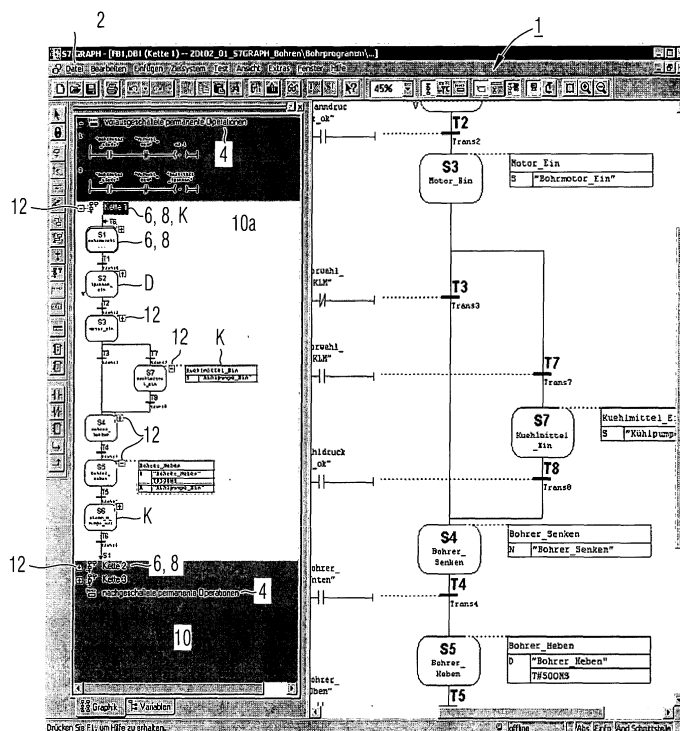 2
1
S7 GRAPH - [FB1,DB1 (Kette 1) -- ZDt02_01_S7GRAPH_Bohren\Bohrprogramm\...]
Datei Bearbeiten Einfügen Zielsystem Test Ansicht Extras Fenster Hilfe
45%
vorausgeschaltete permanente Operationen
4
12
Kette 1
6, 8, K
10a
S1
6, 8
T1
S2
D
T2
S3
motor_ein
12
T3
T7
12
K
S7
Kuehlmittel_Ein
T8
S4
12
T4
S5
Bohrer_Heben
"Bohrer_Heben"
T5
S6
K
T6
S1
12
Kette 2
6, 8
Kette 3
nachgeschaltete permanente Operationen
4
10
Graphik
Variablen
T2
Trans2
S3
Motor_Ein
Motor_Ein
S "Bohrmotor_Ein"
T3
Trans3
T7
Trans7
S7
Kuehlmittel
_Ein
S
T8
Trans8
S4
Bohrer_
Senken
Bohrer_Senken
N "Bohrer_Senken"
T4
Trans4
S5
Bohrer_
Heben
Bohrer_Heben
D "Bohrer_Heben"
T#500MS
T5
Drücken Sie F1, um Hilfe zu erhalten.
offline
Abs
Einfg